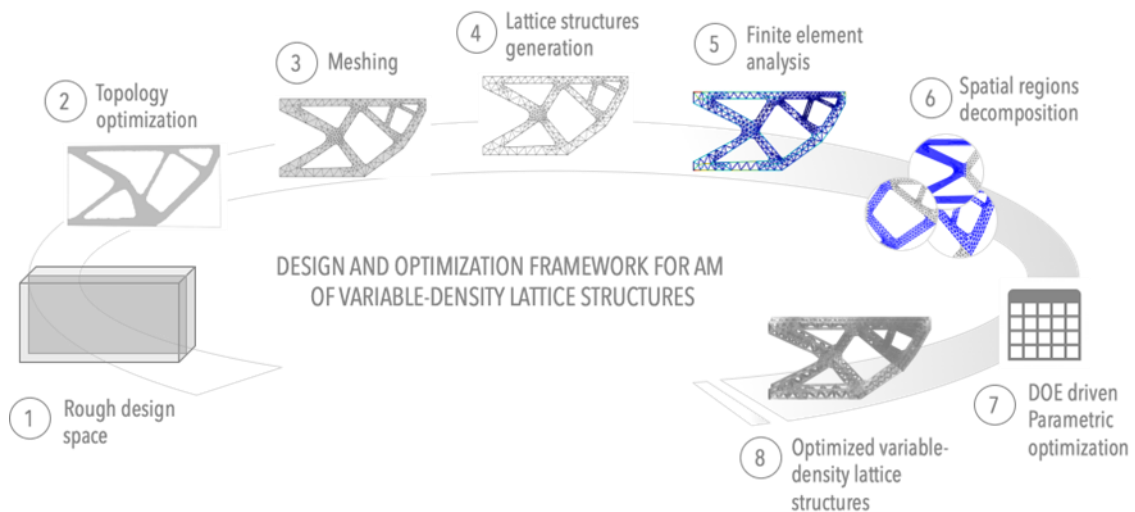 1
Rough design
space
2
Topology
optimization
3
Meshing
4
Lattice structures
generation
5
Finite element
analysis
6
Spatial regions
decomposition
7
DOE driven
Parametric
optimization
8
Optimized variable-
density lattice
structures
DESIGN AND OPTIMIZATION FRAMEWORK FOR AM
OF VARIABLE-DENSITY LATTICE STRUCTURES